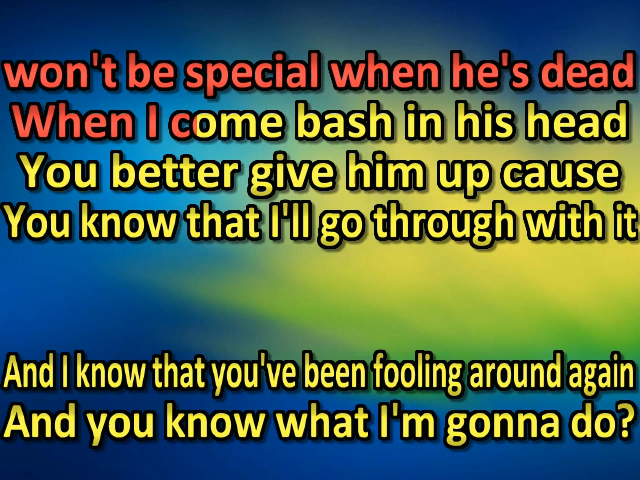 won't be special when he's dead
When I come bash in his head
You better give him up cause
You know that I'll go through with it
And I know that you've been fooling around again
And you know what I'm gonna do?